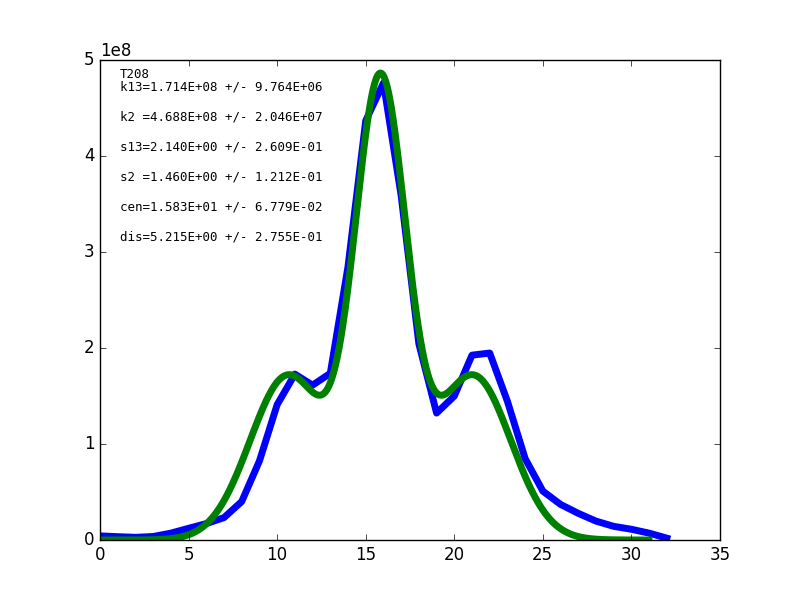 1e8
T208
k13=1.714E+08 +/- 9.764E+06
k2 =4.688E+08 +/- 2.046E+07
s13=2.140E+00 +/- 2.609E-01
s2 =1.460E+00 +/- 1.212E-01
cen=1.583E+01 +/- 6.779E-02
dis=5.215E+00 +/- 2.755E-01
5
4
3
2
1
0
0 5 10 15 20 25 30 35